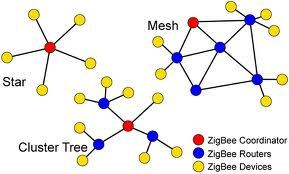 Mesh
Star
Cluster Tree
ZigBee Coordinator
ZigBee Routers
ZigBee Devices